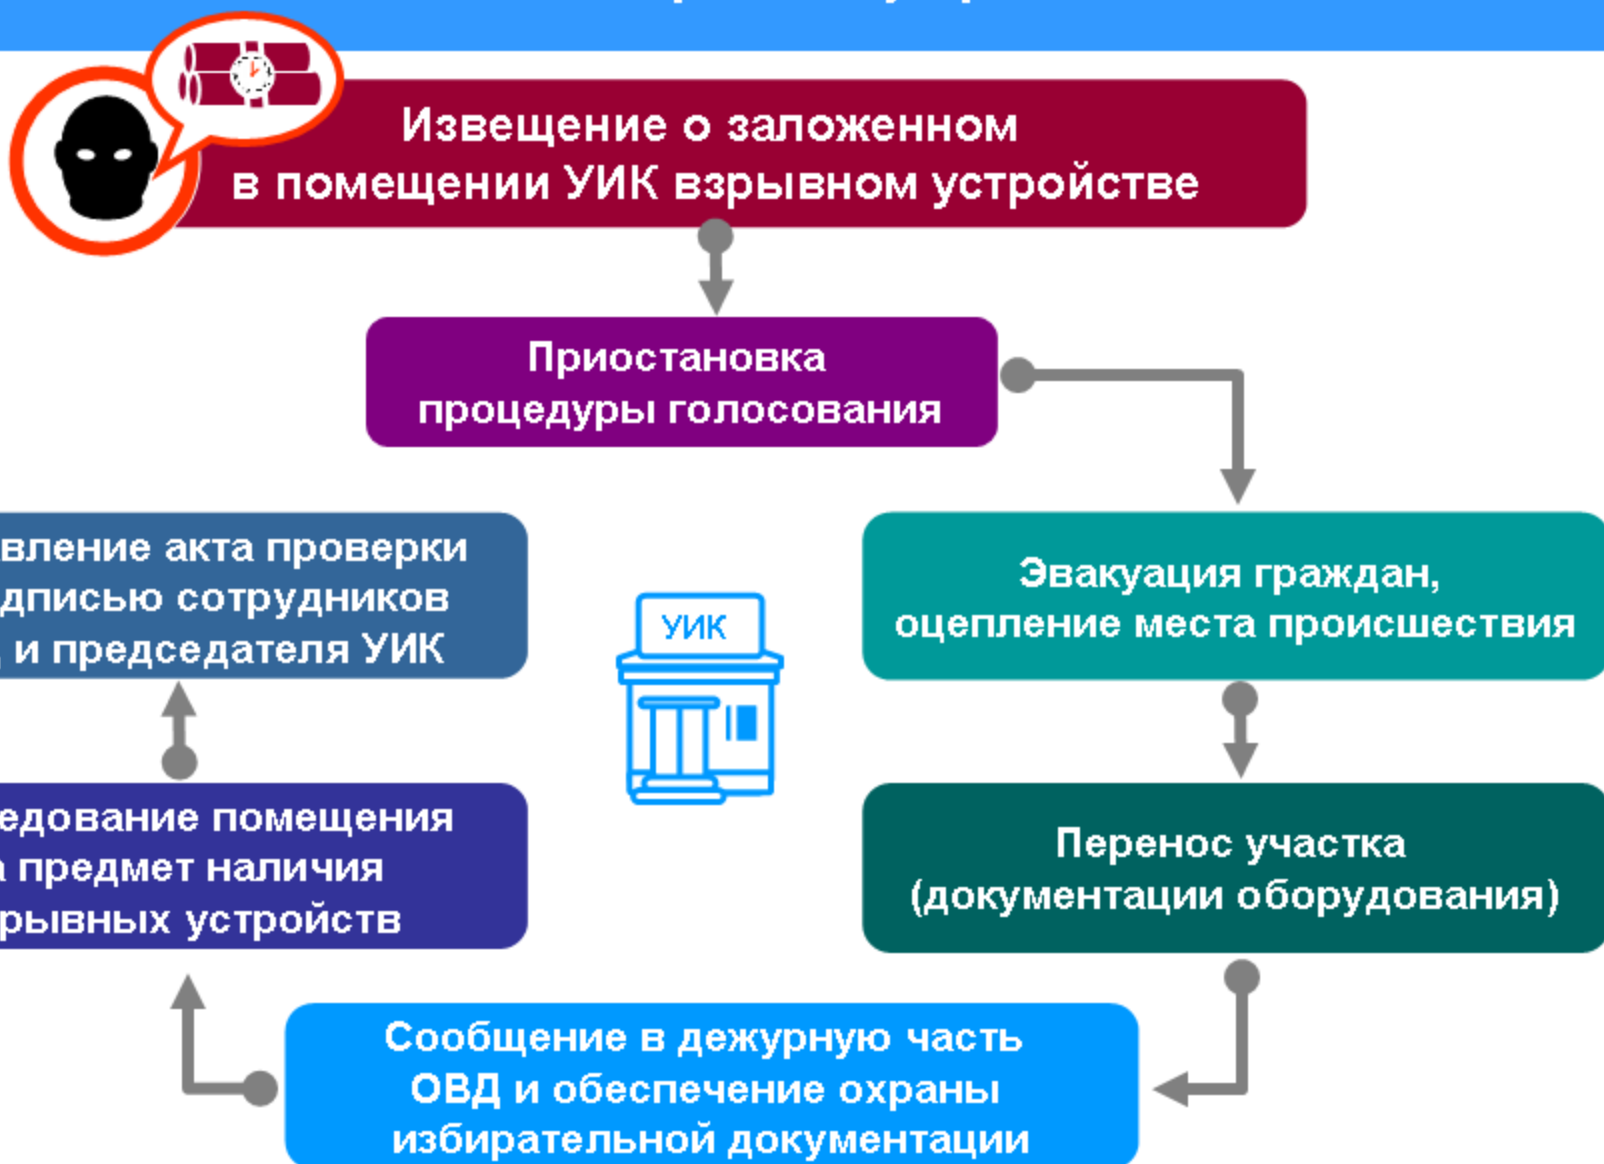 Извещение о заложенном
в помещении УИК взрывном устройстве
Приостановка
процедуры голосования
Эвакуация граждан,
оцепление места происшествия
Перенос участка
(документации оборудования)
Сообщение в дежурную часть
ОВД и обеспечение охраны
избирательной документации
едование помещения
предмет наличия
рывных устройств
вление акта проверки
дписью сотрудников
и председателя УИК
УИК